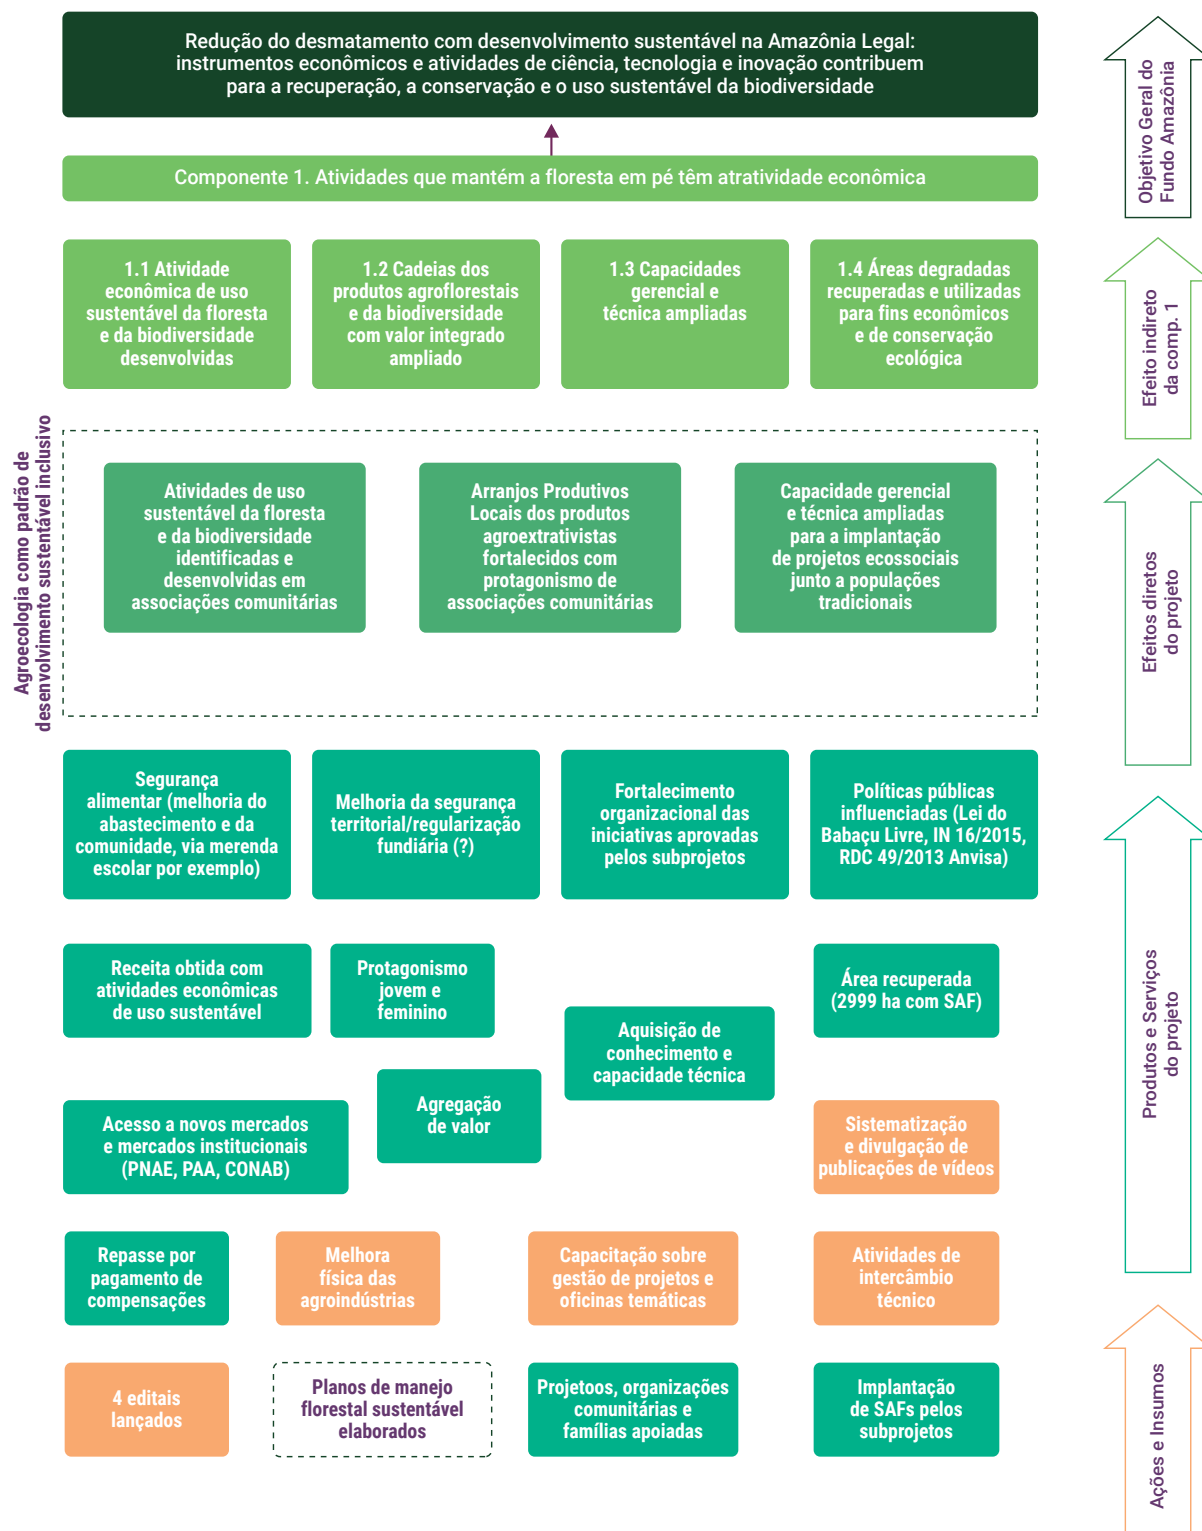 Redução do desmatamento com desenvolvimento sustentável na Amazônia Legal:
instrumentos econômicos e atividades de ciência, tecnologia e inovação contribuem
para a recuperação, a conservação e o uso sustentável da biodiversidade
Objetivo Geral do
Fundo Amazônia
Componente 1. Atividades que mantém a floresta em pé têm atratividade econômica
1.1 Atividade
econômica de uso
sustentável da floresta
e da biodiversidade
desenvolvidas
1.2 Cadeias dos
produtos agroflorestais
e da biodiversidade
com valor integrado
ampliado
1.3 Capacidades
gerencial e
técnica ampliadas
1.4 Áreas degradadas
recuperadas e utilizadas
para fins econômicos
e de conservação
ecológica
Efeito indireto
da comp. 1
Agroecologia como padrão de
desenvolvimento sustentável inclusivo
Atividades de uso
sustentável da floresta
e da biodiversidade
identificadas e
desenvolvidas em
associações comunitárias
Arranjos Produtivos
Locais dos produtos
agroextrativistas
fortalecidos com
protagonismo de
associações comunitárias
Capacidade gerencial
e técnica ampliadas
para a implantação
de projetos ecossociais
junto a populações
tradicionais
Efeitos diretos
do projeto
Segurança
alimentar (melhoria do
abastecimento e da
comunidade, via merenda
escolar por exemplo)
Melhoria da segurança
territorial/regularização
fundiária (?)
Fortalecimento
organizacional das
iniciativas aprovadas
pelos subprojetos
Políticas públicas
influenciadas (Lei do
Babaçu Livre, IN 16/2015,
RDC 49/2013 Anvisa)
Receita obtida com
atividades econômicas
de uso sustentável
Protagonismo
jovem e
feminino
Aquisição de
conhecimento e
capacidade técnica
Área recuperada
(2999 ha com SAF)
Produtos e Serviços
do projeto
Acesso a novos mercados
e mercados institucionais
(PNAE, PAA, CONAB)
Agregação
de valor
Sistematização
e divulgação de
publicações de vídeos
Repasse por
pagamento de
compensações
Melhora
física das
agroindústrias
Capacitação sobre
gestão de projetos e
oficinas temáticas
Atividades de
intercâmbio
técnico
4 editais
lançados
Planos de manejo
florestal sustentável
elaborados
Projetoos, organizações
comunitárias e
famílias apoiadas
Implantação
de SAFs pelos
subprojetos
Ações e Insumos